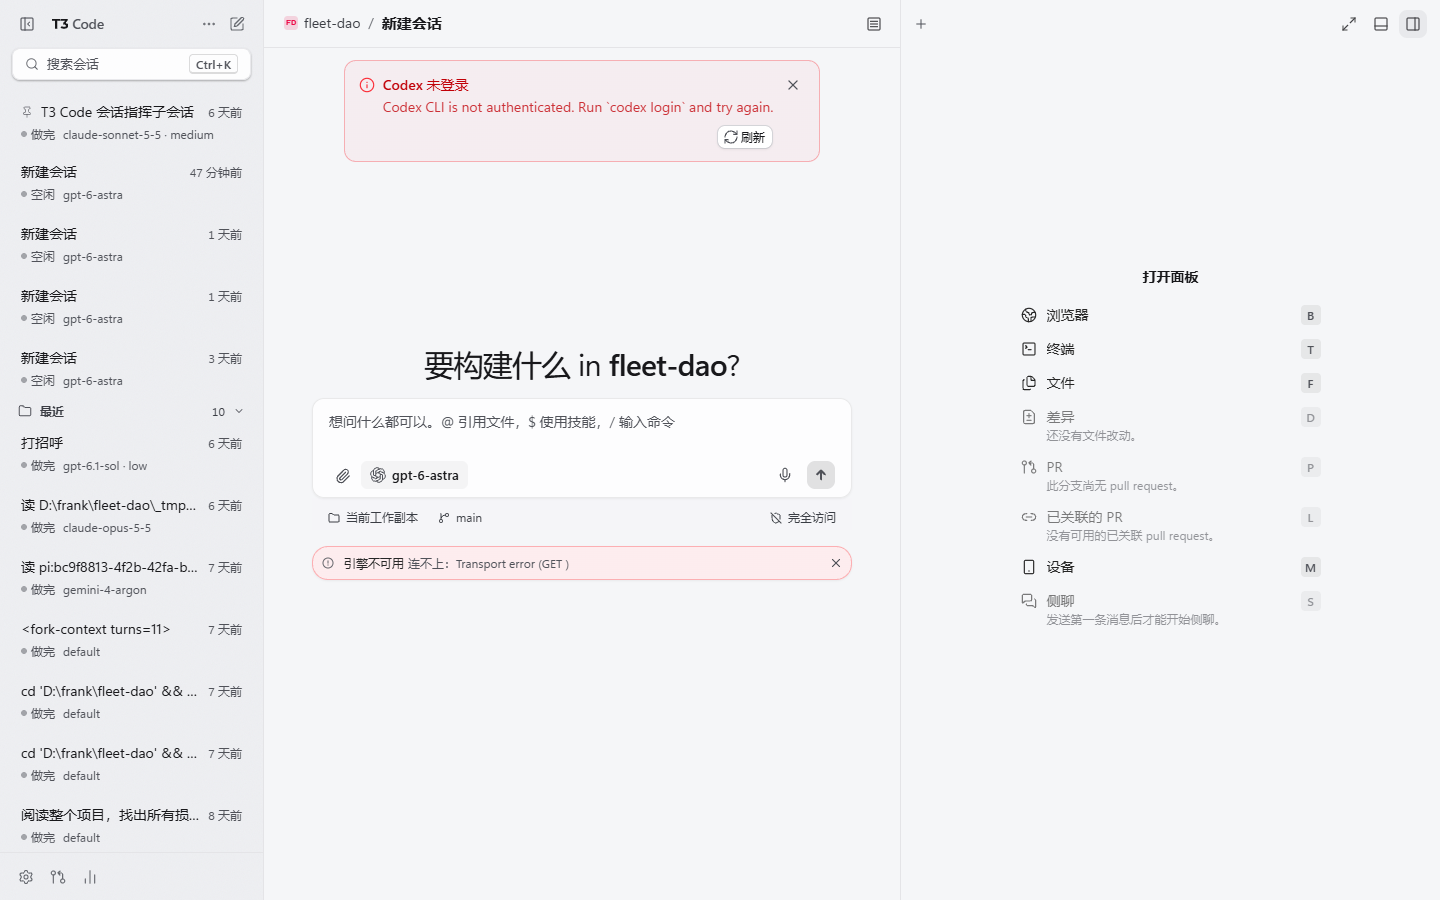 T3 Code
搜索会话
Ctrl+K
T3 Code 会话指挥子会话
6 天前
做完 claude-sonnet-5-5 · medium
新建会话
47 分钟前
空闲 gpt-6-astra
新建会话
1 天前
空闲 gpt-6-astra
新建会话
1 天前
空闲 gpt-6-astra
新建会话
3 天前
空闲 gpt-6-astra
最近
10
打招呼
6 天前
做完 gpt-6.1-sol · low
读 D:\frank\fleet-dao\_tmp...
6 天前
做完 claude-opus-5-5
读 pi:bc9f8813-4f2b-42fa-b...
7 天前
做完 gemini-4-argon
<fork-context turns=11>
7 天前
做完 default
cd 'D:\frank\fleet-dao' && ...
7 天前
做完 default
cd 'D:\frank\fleet-dao' && ...
7 天前
做完 default
阅读整个项目，找出所有损...
8 天前
做完 default
FD fleet-dao / 新建会话
Codex 未登录
Codex CLI is not authenticated. Run `codex login` and try again.
刷新
要构建什么 in fleet-dao?
想问什么都可以。@ 引用文件，$ 使用技能，/ 输入命令
gpt-6-astra
当前工作副本
main
完全访问
引擎不可用 连不上：Transport error (GET )
打开面板
浏览器
B
终端
T
文件
F
差异
D
还没有文件改动。
PR
P
此分支尚无 pull request。
已关联的 PR
L
没有可用的已关联 pull request。
设备
M
侧聊
S
发送第一条消息后才能开始侧聊。